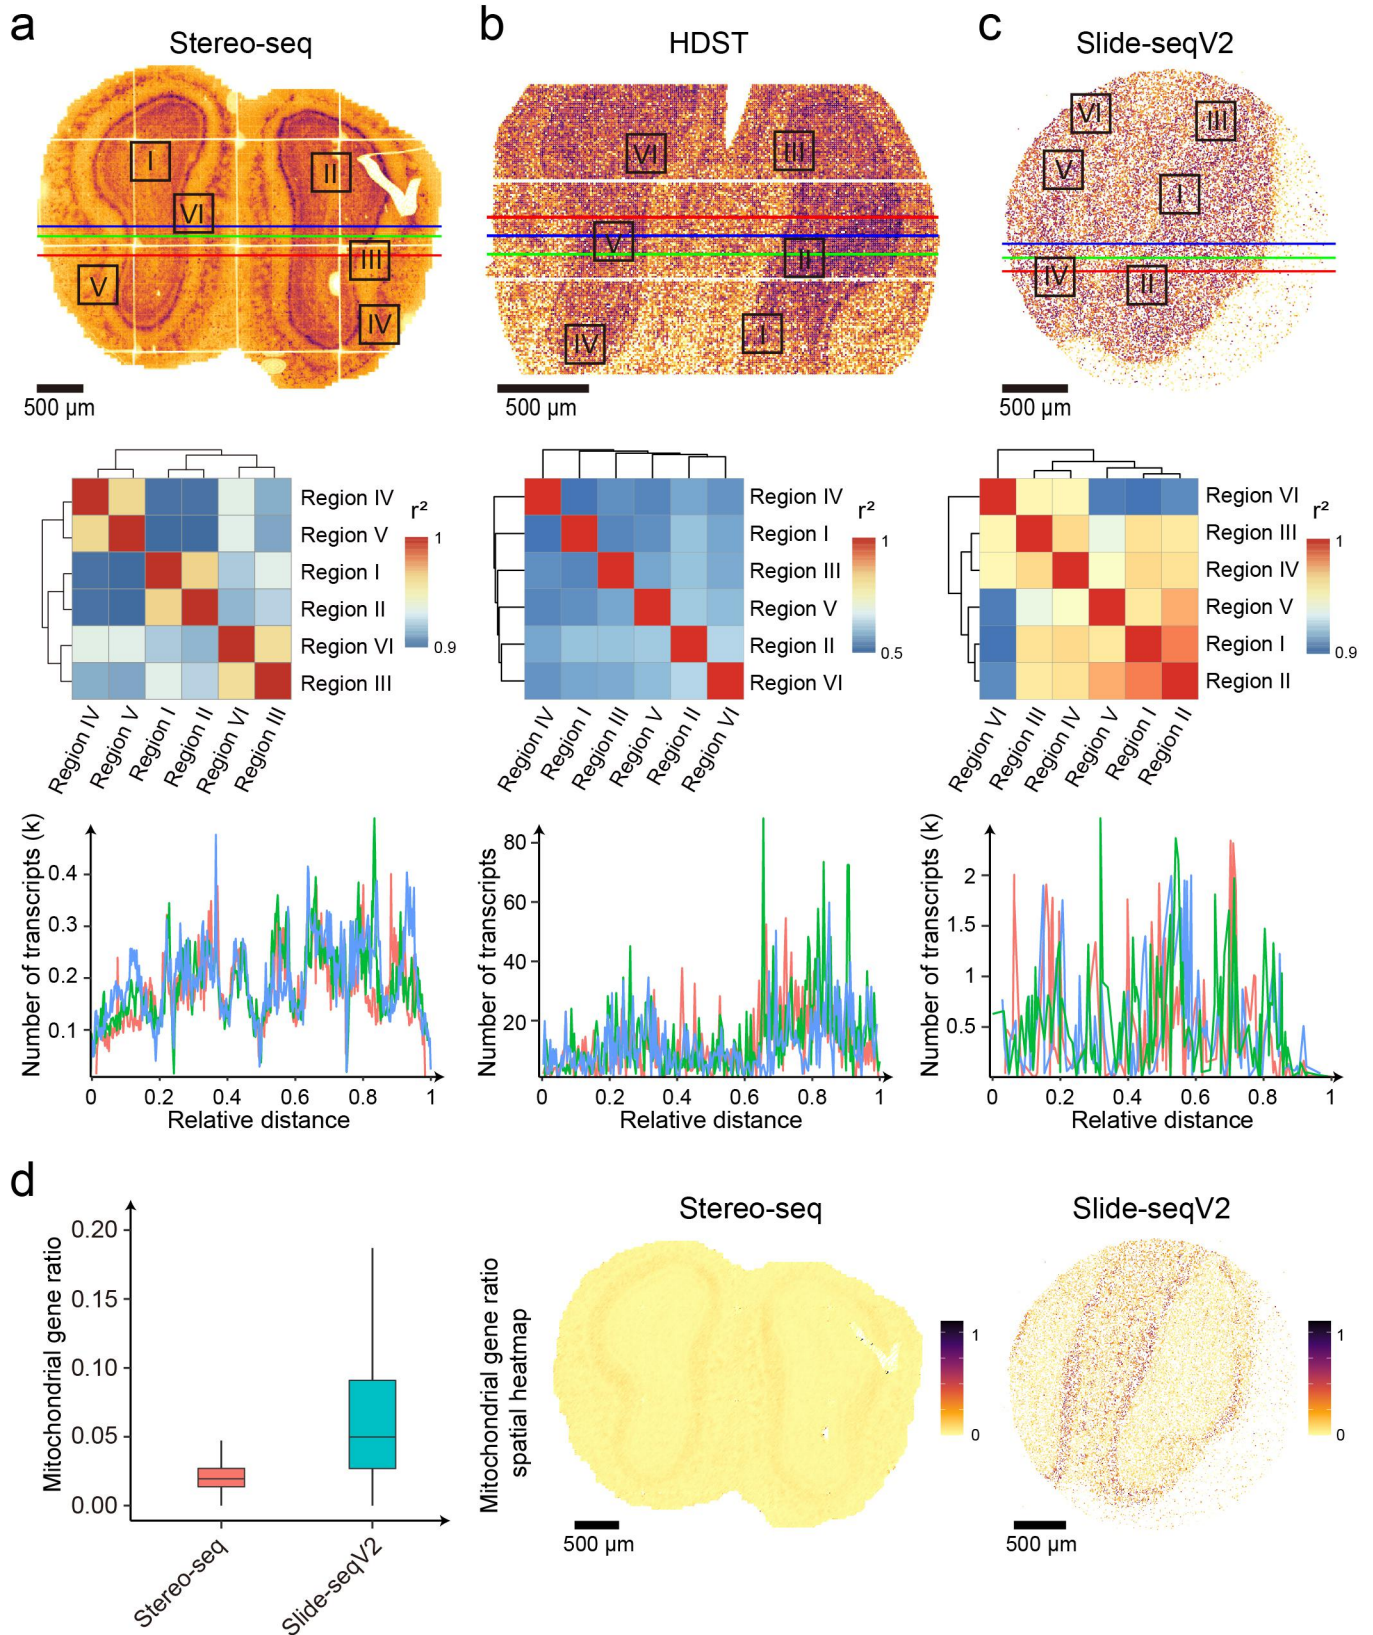 a
Stereo-seq
I
II
VI
III
V
IV
500 µm
b
HDST
VI
III
V
II
IV
I
500 µm
c
Slide-seqV2
VI
III
V
I
IV
II
500 µm
Region IV
Region V
Region I
Region II
Region VI
Region III
r²
1
0.9
Region IV
Region V
Region I
Region II
Region VI
Region III
Region IV
Region I
Region III
Region V
Region II
Region VI
r²
1
0.5
Region IV
Region I
Region III
Region V
Region II
Region VI
Region VI
Region III
Region IV
Region V
Region I
Region II
r²
1
0.9
Region VI
Region III
Region IV
Region V
Region I
Region II
Number of transcripts (k)
0.4
0.3
0.2
0.1
0 0.2 0.4 0.6 0.8 1
Relative distance
Number of transcripts
80
60
40
20
0 0.2 0.4 0.6 0.8 1
Relative distance
Number of transcripts (k)
2
1.5
1
0.5
0 0.2 0.4 0.6 0.8 1
Relative distance
d
Mitochondrial gene ratio
0.20
0.15
0.10
0.05
0.00
Stereo-seq
Slide-seqV2
Mitochondrial gene ratio
spatial heatmap
Stereo-seq
1
0
500 µm
Slide-seqV2
1
0
500 µm